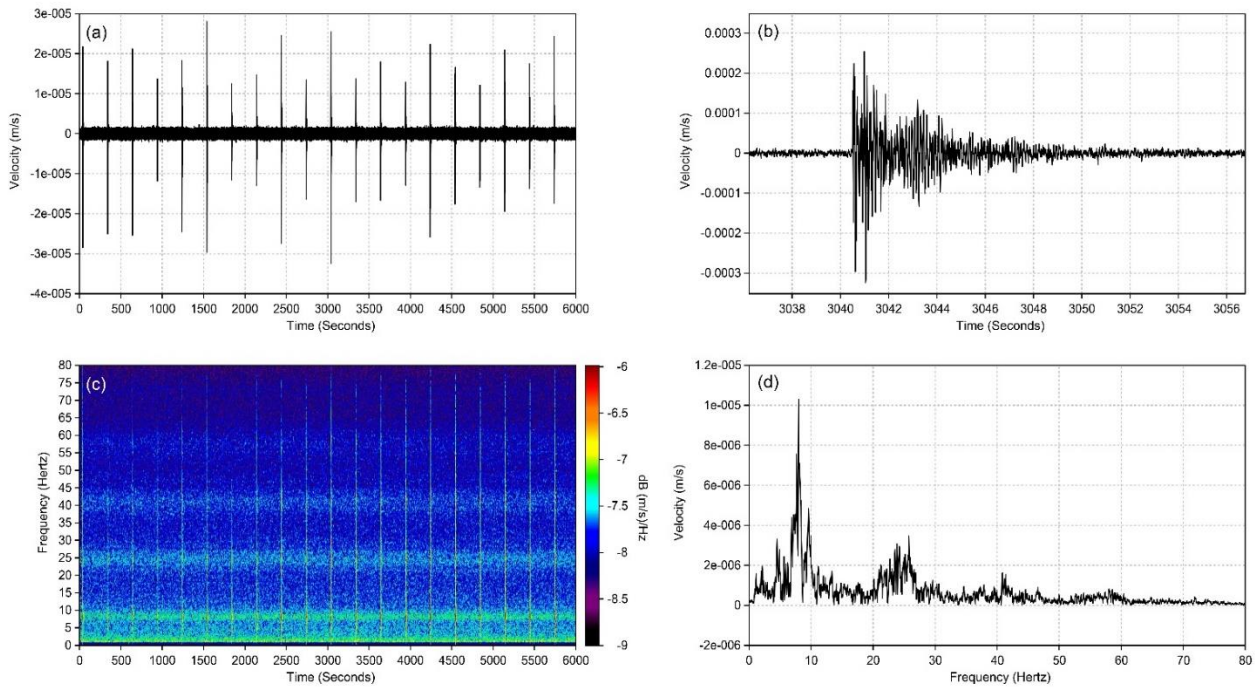 (a)
Velocity (m/s)
3e-005
2e-005
1e-005
0
-1e-005
-2e-005
-3e-005
-4e-005
0 500 1000 1500 2000 2500 3000 3500 4000 4500 5000 5500 6000
Time (Seconds)
(b)
Velocity (m/s)
0.0003
0.0002
0.0001
0
-0.0001
-0.0002
-0.0003
3038 3040 3042 3044 3046 3048 3050 3052 3054 3056
Time (Seconds)
(c)
Frequency (Hertz)
80
75
70
65
60
55
50
45
40
35
30
25
20
15
10
5
0
0 500 1000 1500 2000 2500 3000 3500 4000 4500 5000 5500 6000
Time (Seconds)
-6
-6.5
-7
-7.5
-8
-8.5
-9
dB (m/s)/Hz
(d)
Velocity (m/s)
1.2e-005
1e-005
8e-006
6e-006
4e-006
2e-006
0
-2e-006
0 10 20 30 40 50 60 70 80
Frequency (Hertz)